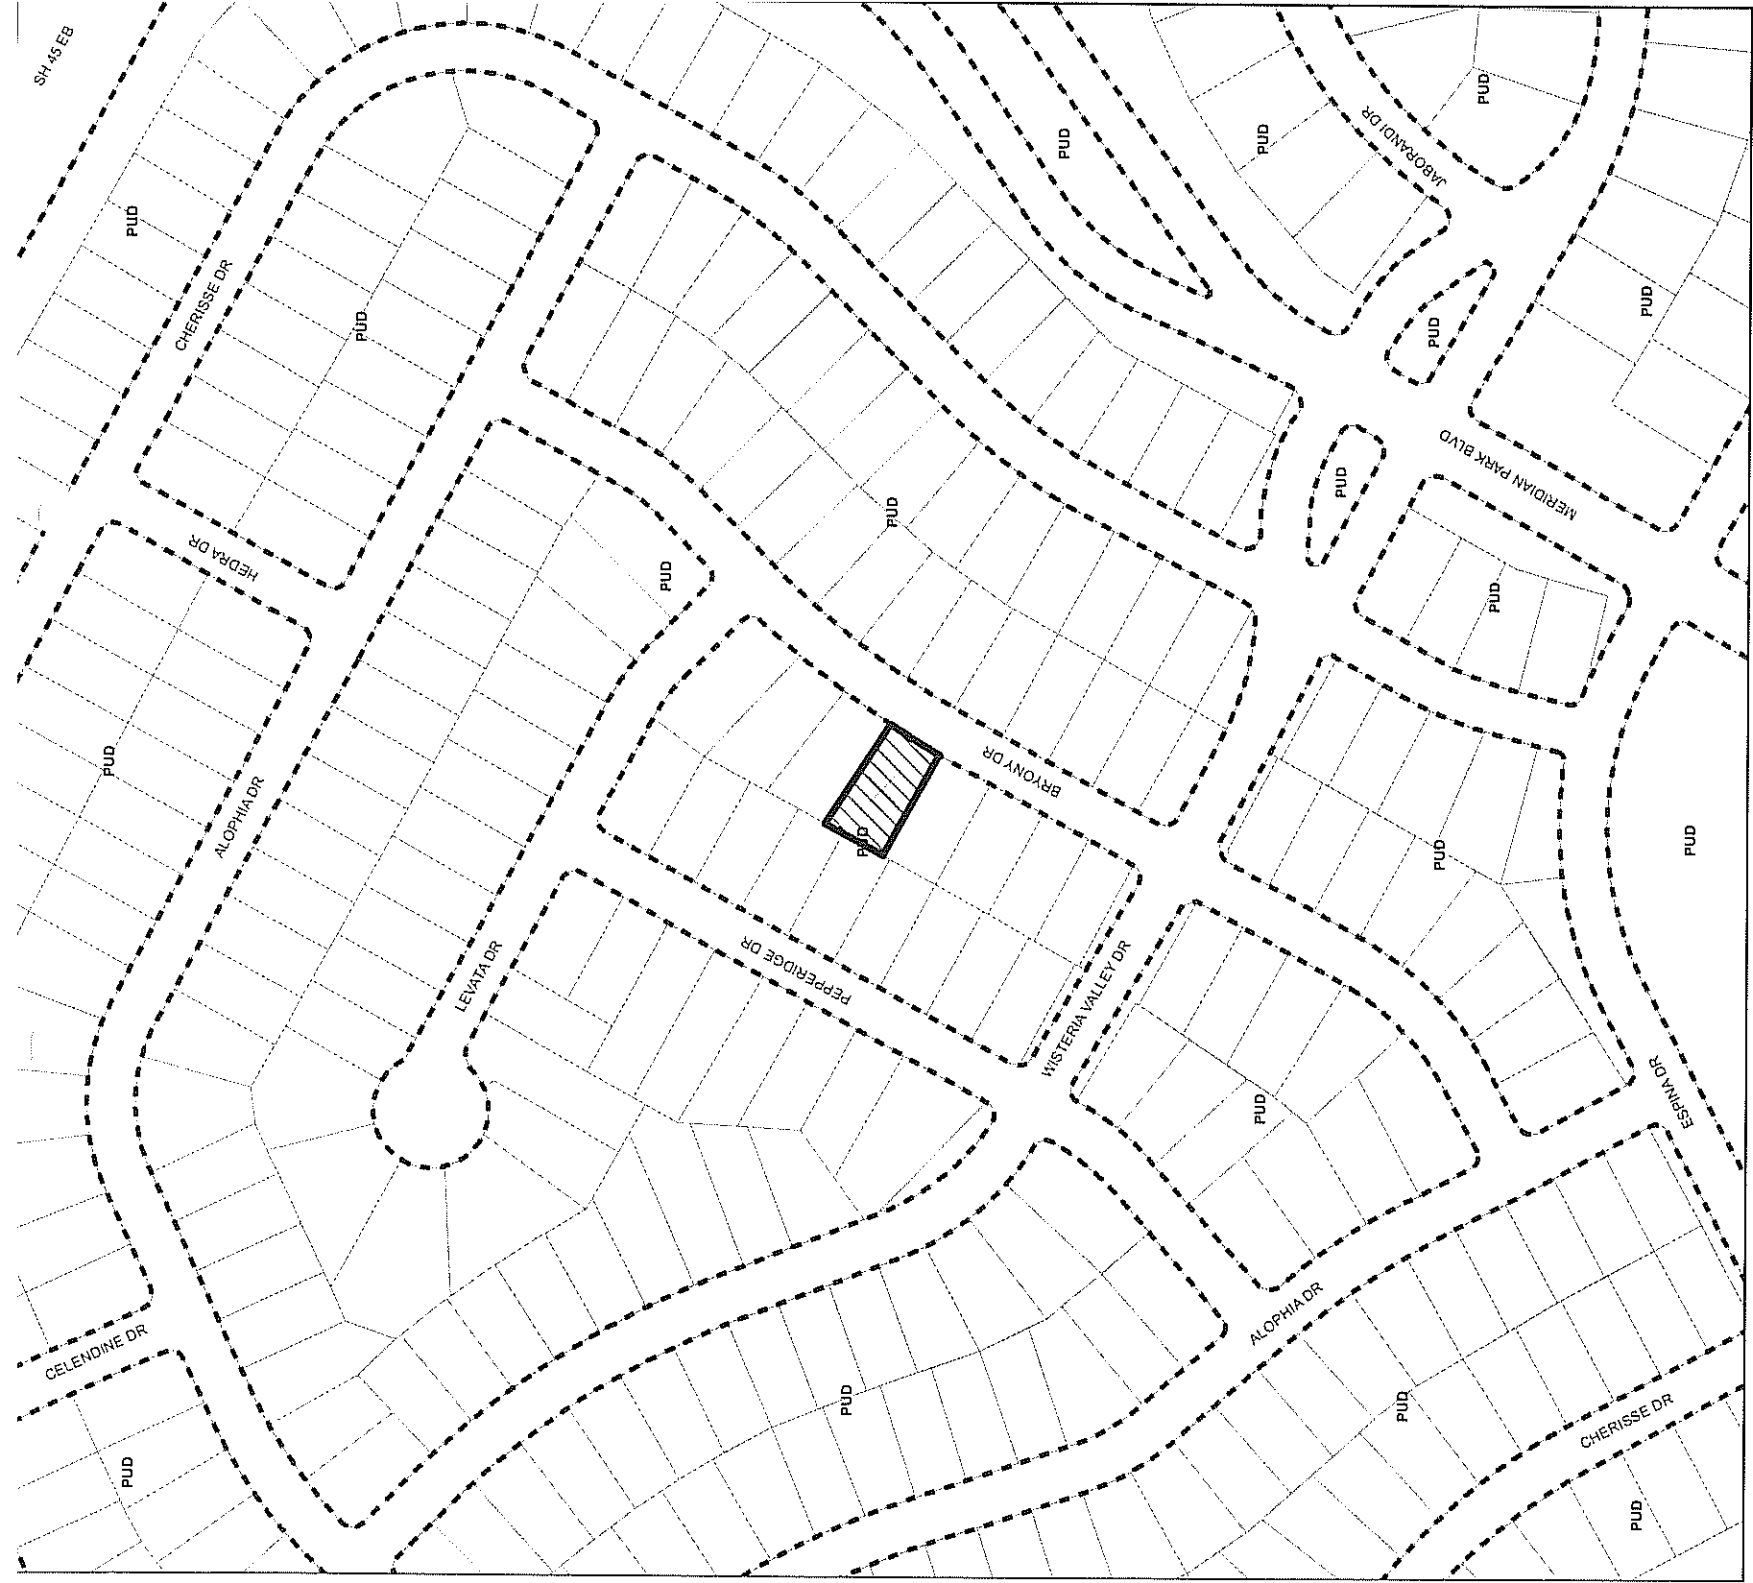 SH 45 EB
PUD
PUD
PUD
JABORANDI DR
PUD
PUD
CHERISSE DR
PUD
PUD
PUD
MERIDIAN PARK BLVD
PUD
PUD
HEDRA DR
PUD
PUD
PUD
ALOPHIA DR
BRYONY DR
PUD
PUD
PUD
LEVATA DR
PEPPERIDGE DR
WISTERIA VALLEY DR
PUD
ESPINA DR
CELENDINE DR
ALOPHIA DR
PUD
PUD
CHERISSE DR
PUD
PUD